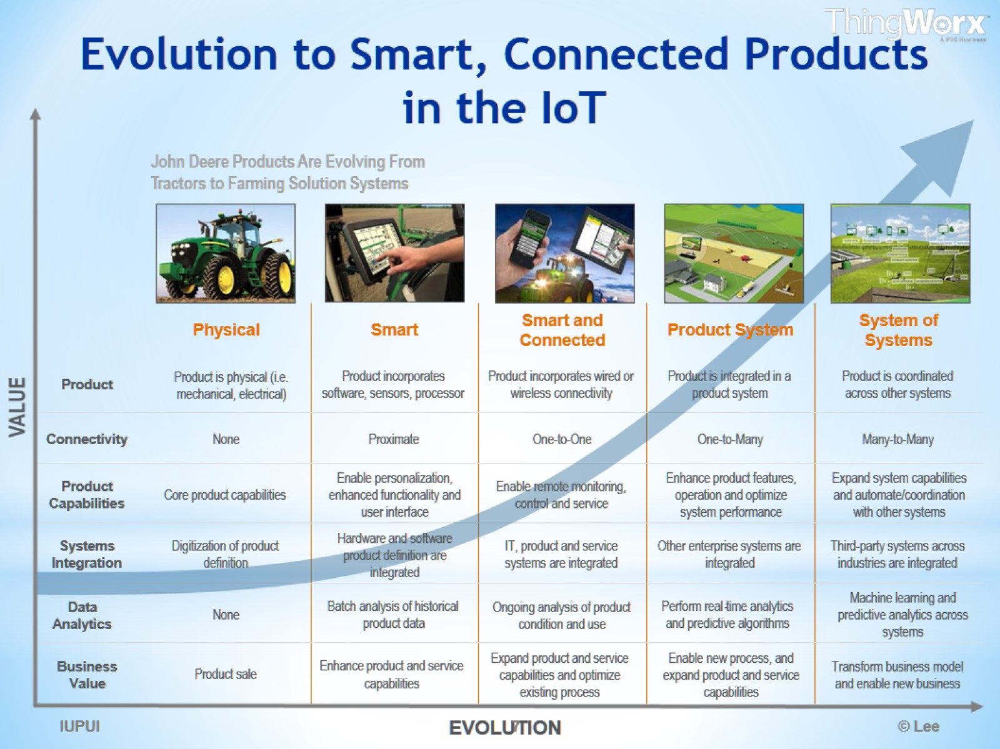 ThingWorx
A PTC Business
Evolution to Smart, Connected Products
in the IoT
John Deere Products Are Evolving From
Tractors to Farming Solution Systems
VALUE
Physical
Smart
Smart and
Connected
Product System
System of
Systems
Product
Product is physical (i.e.
mechanical, electrical)
Product incorporates
software, sensors, processor
Product incorporates wired or
wireless connectivity
Product is integrated in a
product system
Product is coordinated
across other systems
Connectivity
None
Proximate
One-to-One
One-to-Many
Many-to-Many
Product
Capabilities
Core product capabilities
Enable personalization,
enhanced functionality and
user interface
Enable remote monitoring,
control and service
Enhance product features,
operation and optimize
system performance
Expand system capabilities
and automate/coordination
with other systems
Systems
Integration
Digitization of product
definition
Hardware and software
product definition are
integrated
IT, product and service
systems are integrated
Other enterprise systems are
integrated
Third-party systems across
industries are integrated
Data
Analytics
None
Batch analysis of historical
product data
Ongoing analysis of product
condition and use
Perform real-time analytics
and predictive algorithms
Machine learning and
predictive analytics across
systems
Business
Value
Product sale
Enhance product and service
capabilities
Expand product and service
capabilities and optimize
existing process
Enable new process, and
expand product and service
capabilities
Transform business model
and enable new business
IUPUI
EVOLUTION
© Lee